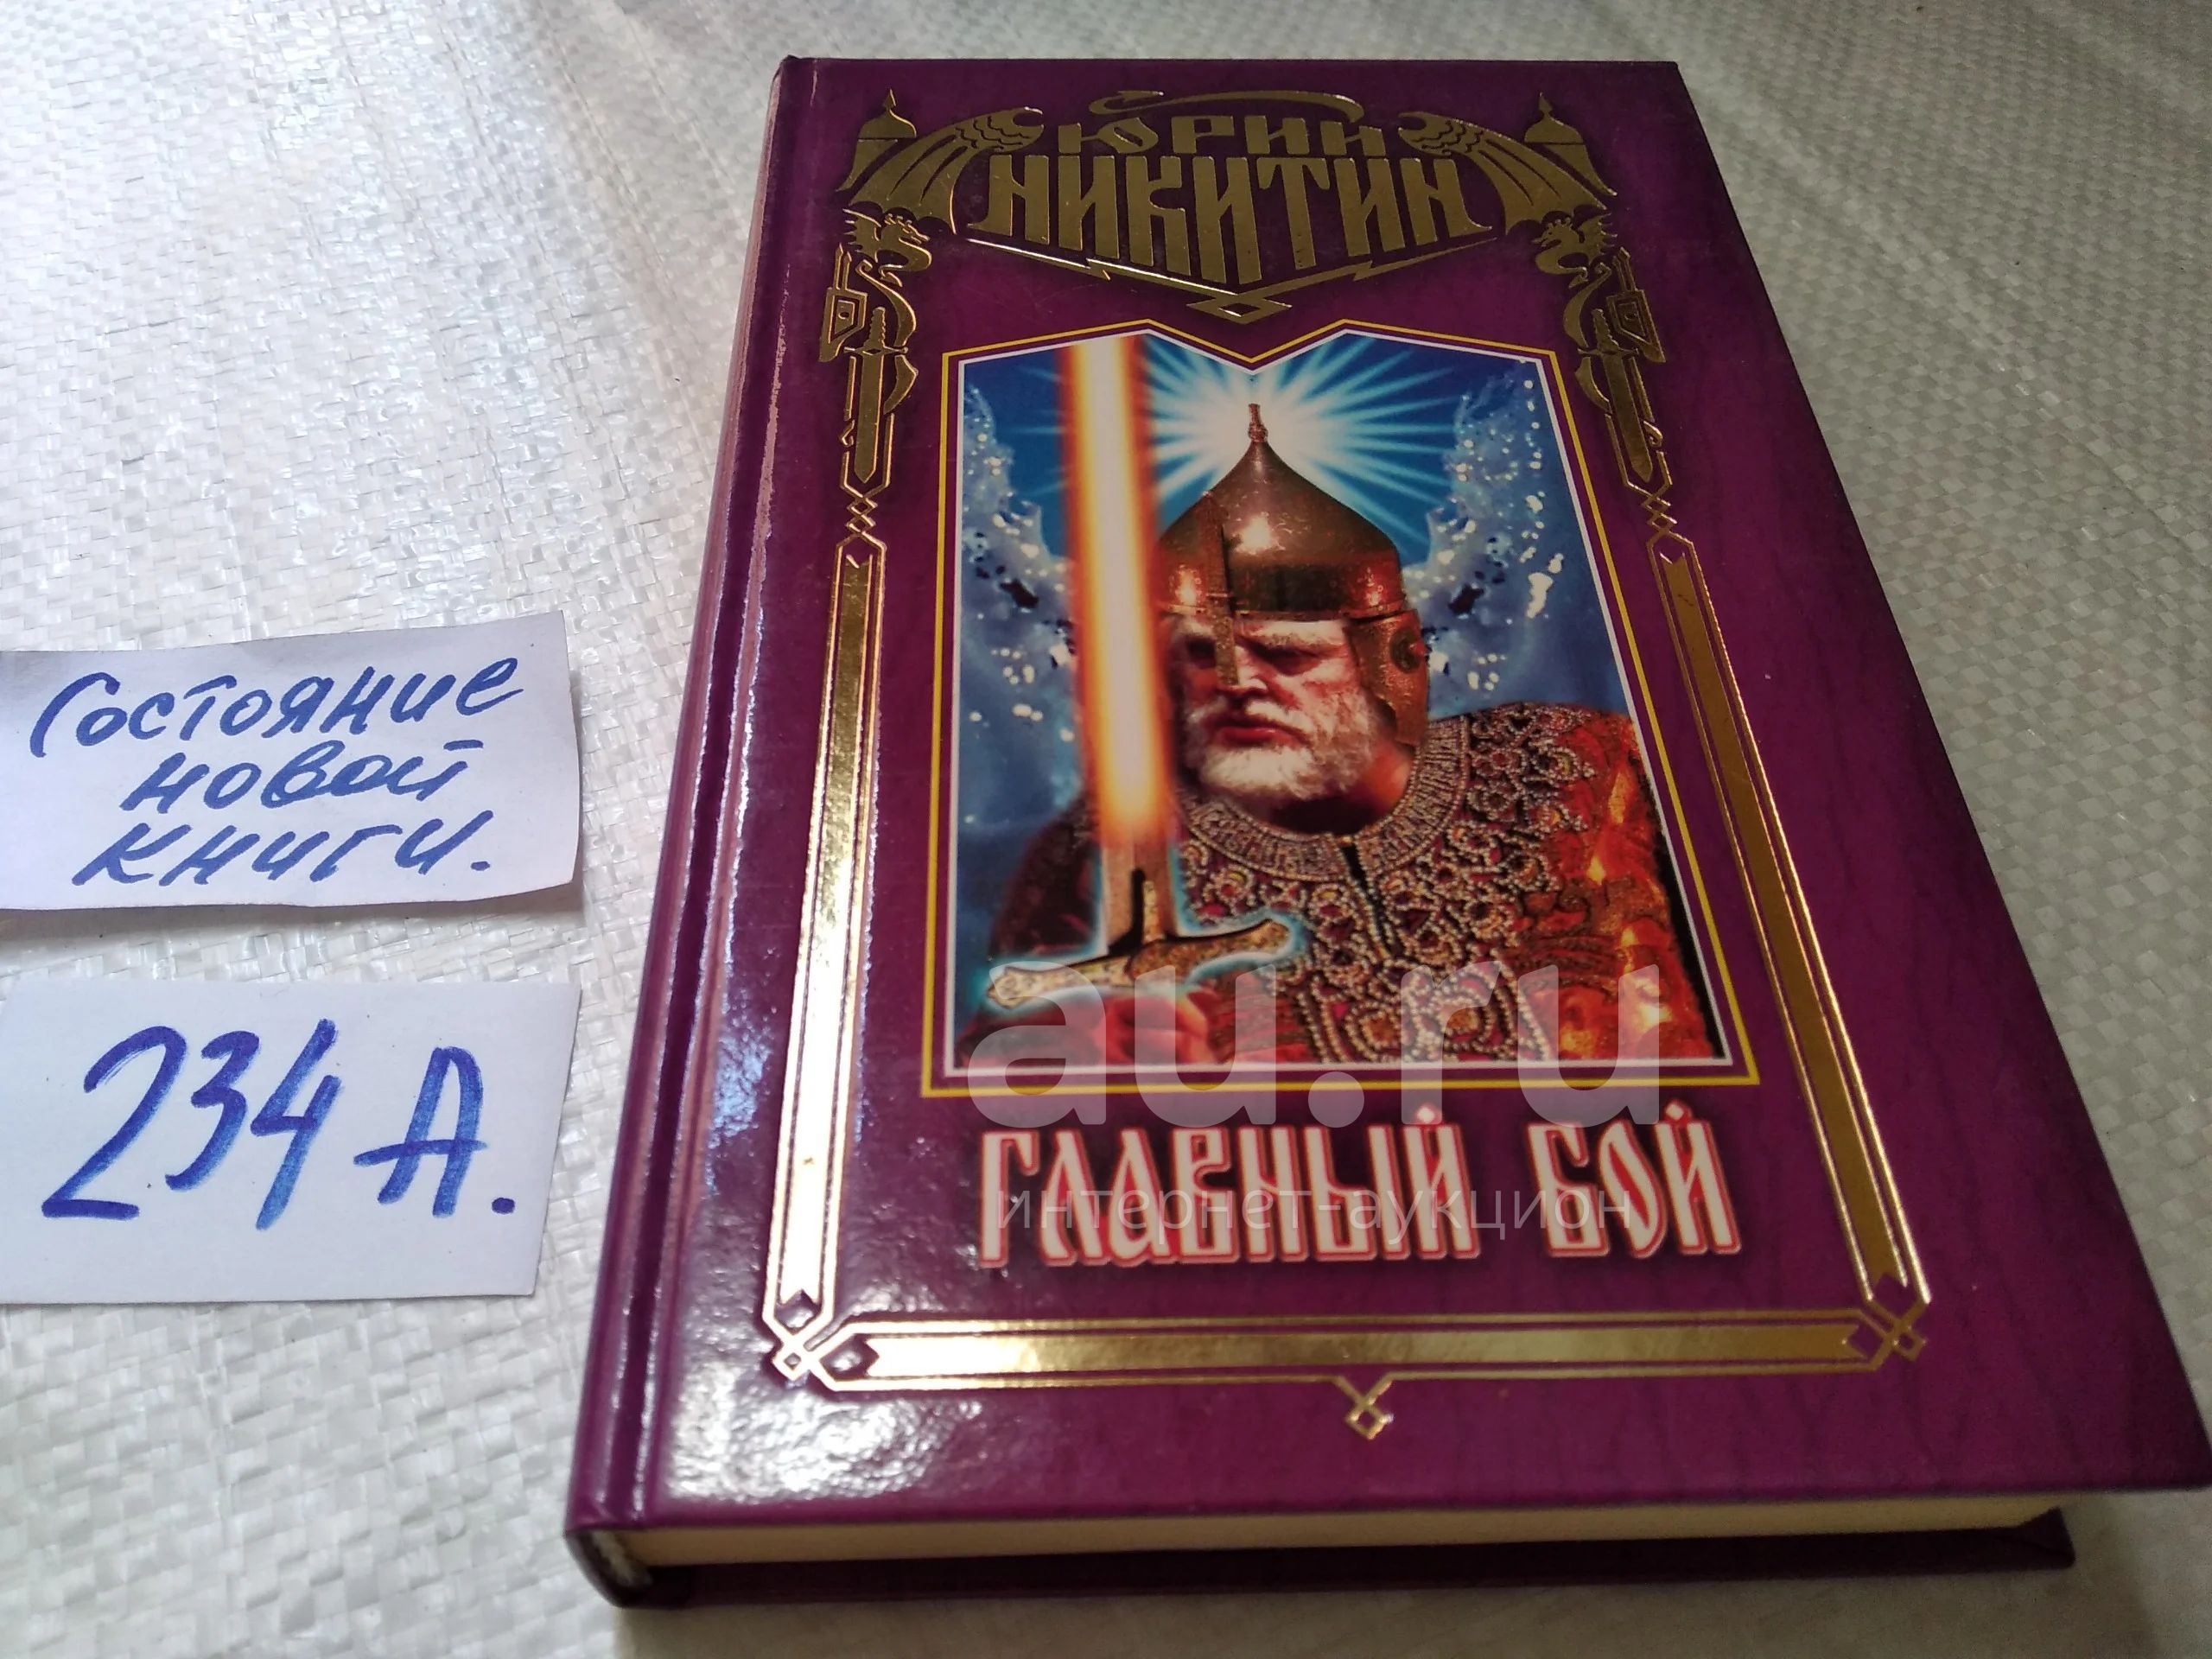 ЮРИЙ
НИКИТИН
Состояние
новой
книги.
234 А.
au.ru
интернет-аукцион
ГЛАВНЫЙ БОЙ